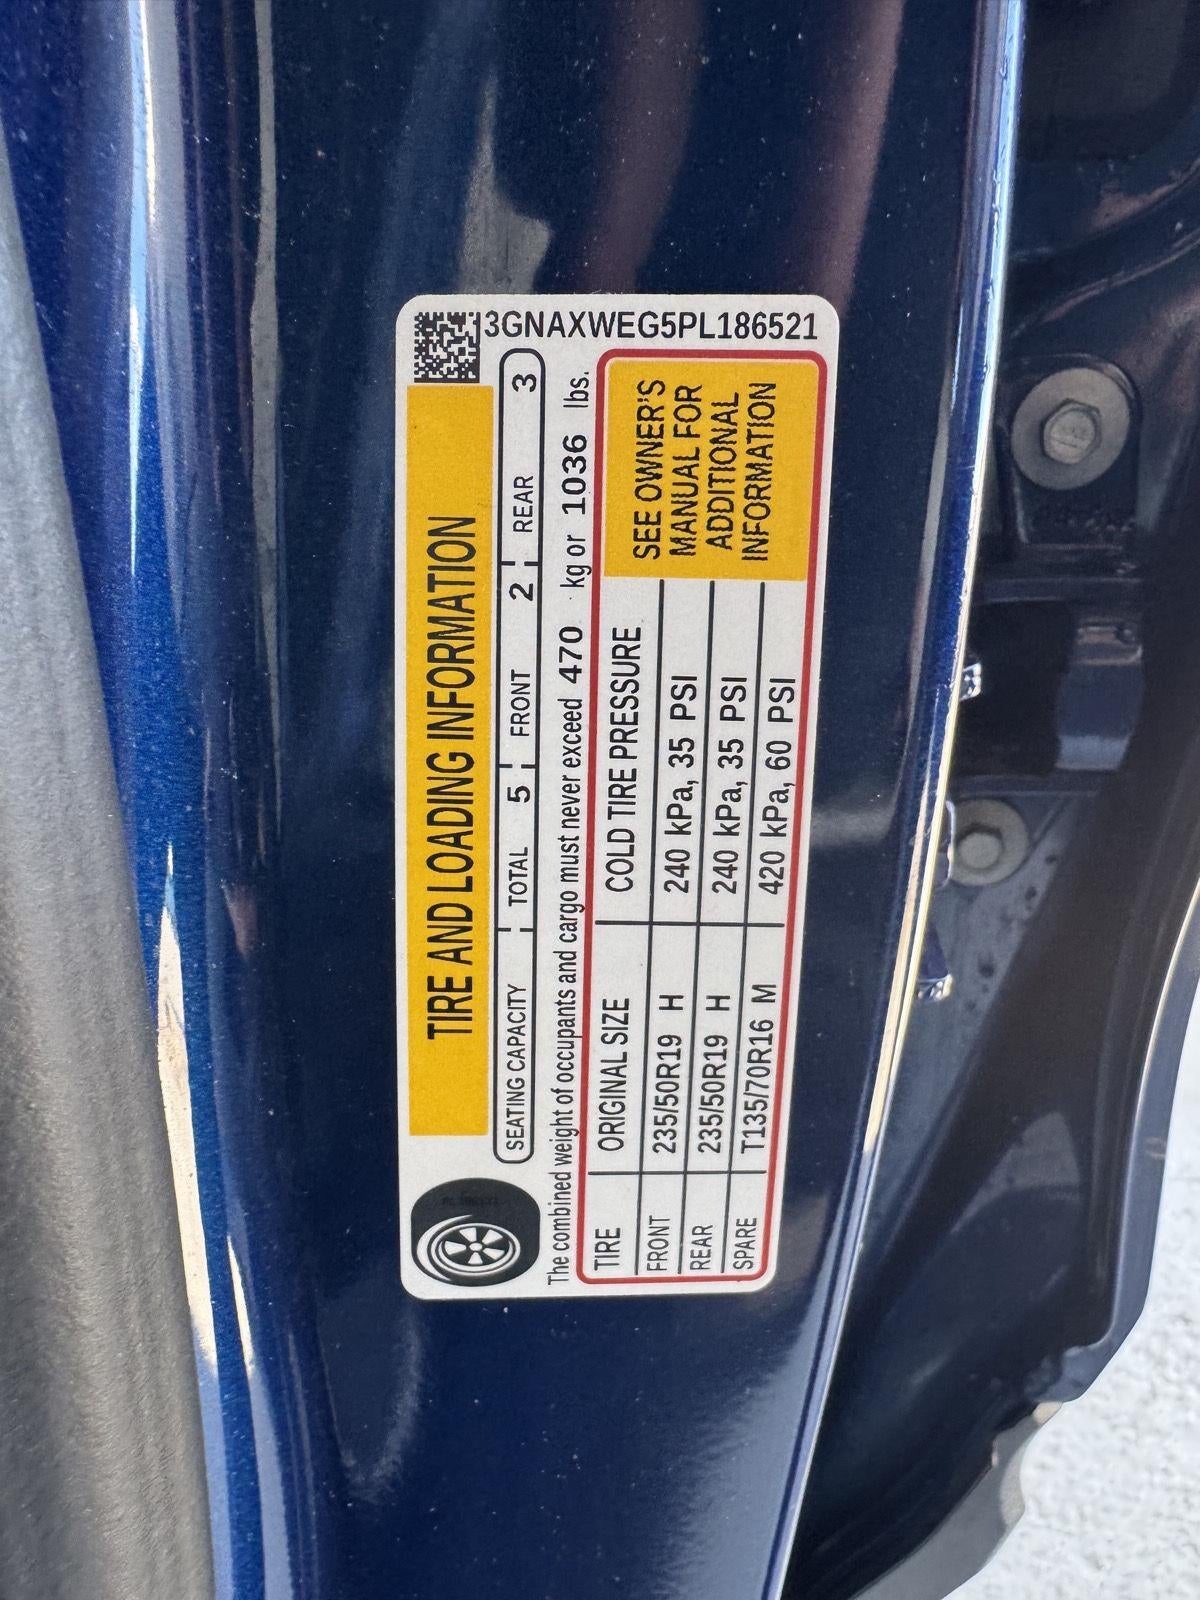 3GNAXWEG5PL186521
TIRE AND LOADING INFORMATION
SEATING CAPACITY TOTAL 5 FRONT 2 REAR 3
The combined weight of occupants and cargo must never exceed 470 kg or 1036 lbs.
TIRE ORIGINAL SIZE COLD TIRE PRESSURE
FRONT 235/50R19 H 240 kPa, 35 PSI
REAR 235/50R19 H 240 kPa, 35 PSI
SPARE T135/70R16 M 420 kPa, 60 PSI
SEE OWNER'S
MANUAL FOR
ADDITIONAL
INFORMATION